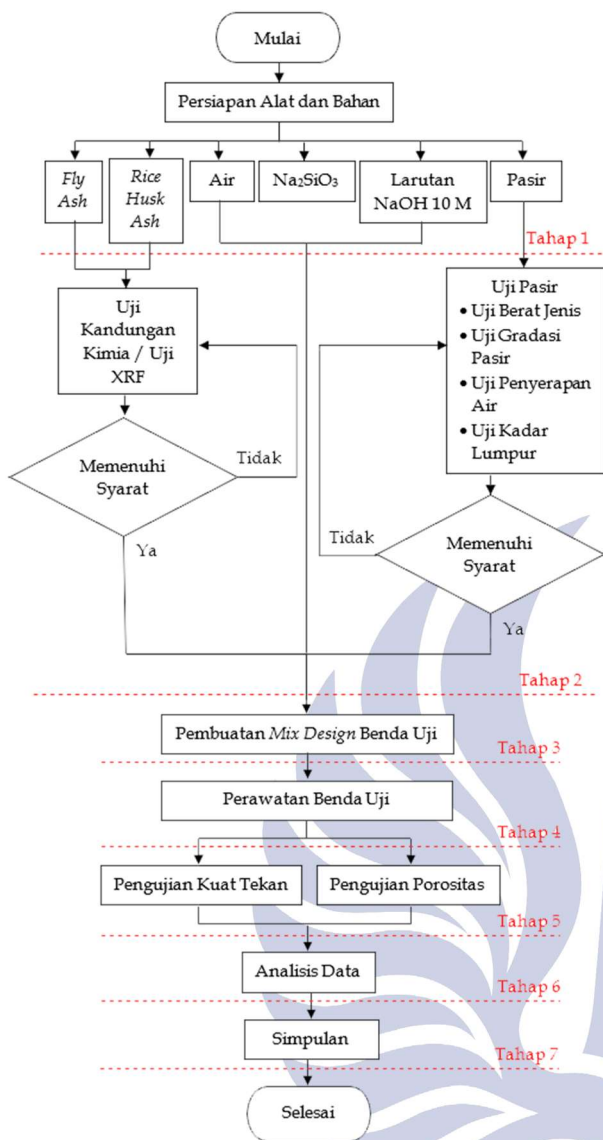 Mulai
Persiapan Alat dan Bahan
Fly
Ash
Rice
Husk
Ash
Air
Na₂SiO₃
Larutan
NaOH 10 M
Pasir
Tahap 1
Uji
Kandungan
Kimia / Uji
XRF
Uji Pasir
• Uji Berat Jenis
• Uji Gradasi
Pasir
• Uji Penyerapan
Air
• Uji Kadar
Lumpur
Memenuhi
Syarat
Tidak
Ya
Tidak
Memenuhi
Syarat
Ya
Tahap 2
Pembuatan Mix Design Benda Uji
Tahap 3
Perawatan Benda Uji
Tahap 4
Pengujian Kuat Tekan
Pengujian Porositas
Tahap 5
Analisis Data
Tahap 6
Simpulan
Tahap 7
Selesai